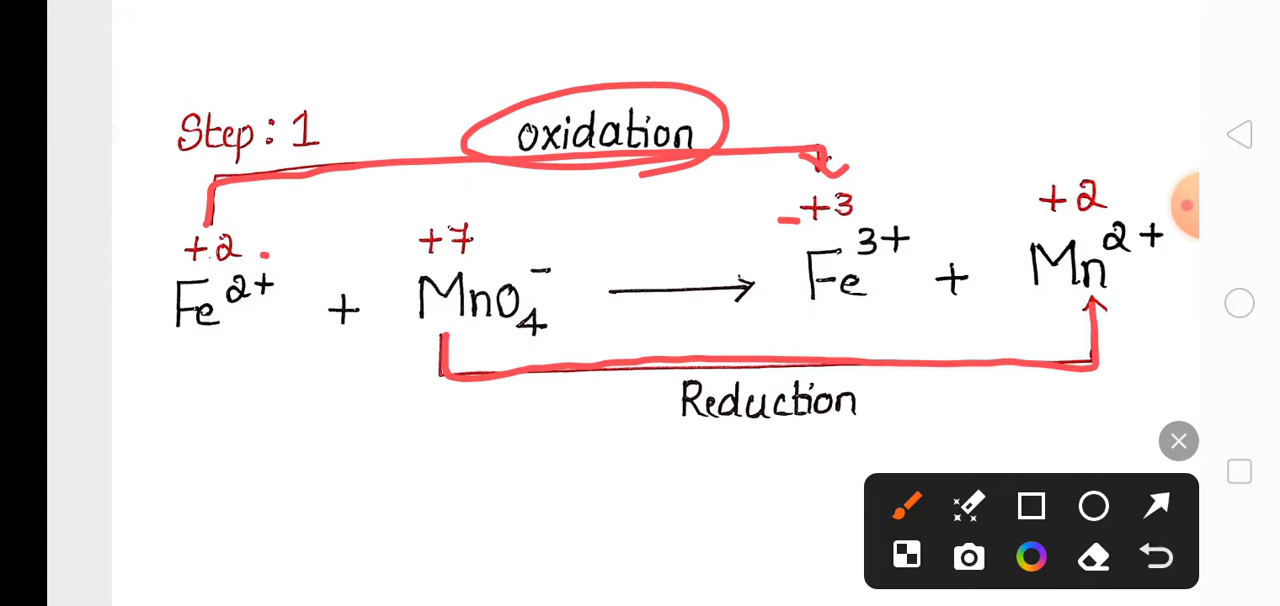 Step : 1
oxidation
+2 +7 +3 +2
Fe²⁺ + MnO₄⁻ ⟶ Fe³⁺ + Mn²⁺
Reduction